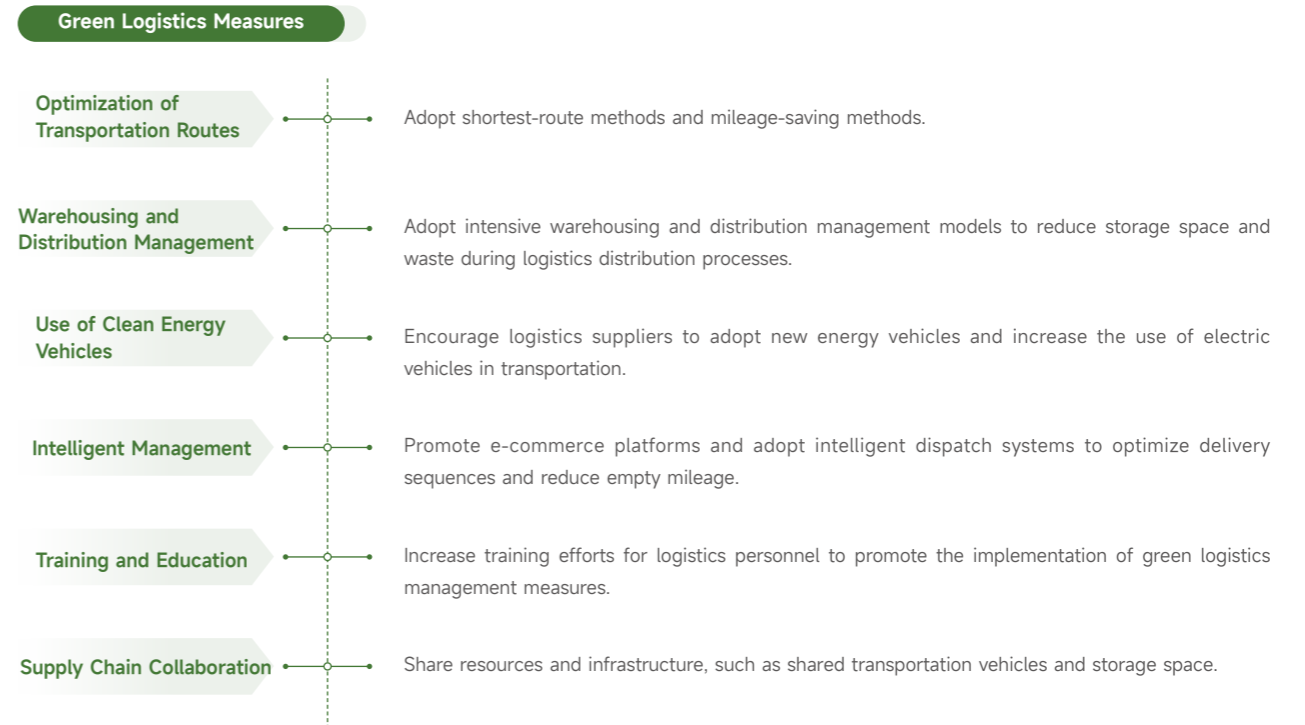 Green Logistics Measures
Optimization of
Transportation Routes
Adopt shortest-route methods and mileage-saving methods.
Warehousing and
Distribution Management
Adopt intensive warehousing and distribution management models to reduce storage space and
waste during logistics distribution processes.
Use of Clean Energy
Vehicles
Encourage logistics suppliers to adopt new energy vehicles and increase the use of electric
vehicles in transportation.
Intelligent Management
Promote e-commerce platforms and adopt intelligent dispatch systems to optimize delivery
sequences and reduce empty mileage.
Training and Education
Increase training efforts for logistics personnel to promote the implementation of green logistics
management measures.
Supply Chain Collaboration
Share resources and infrastructure, such as shared transportation vehicles and storage space.